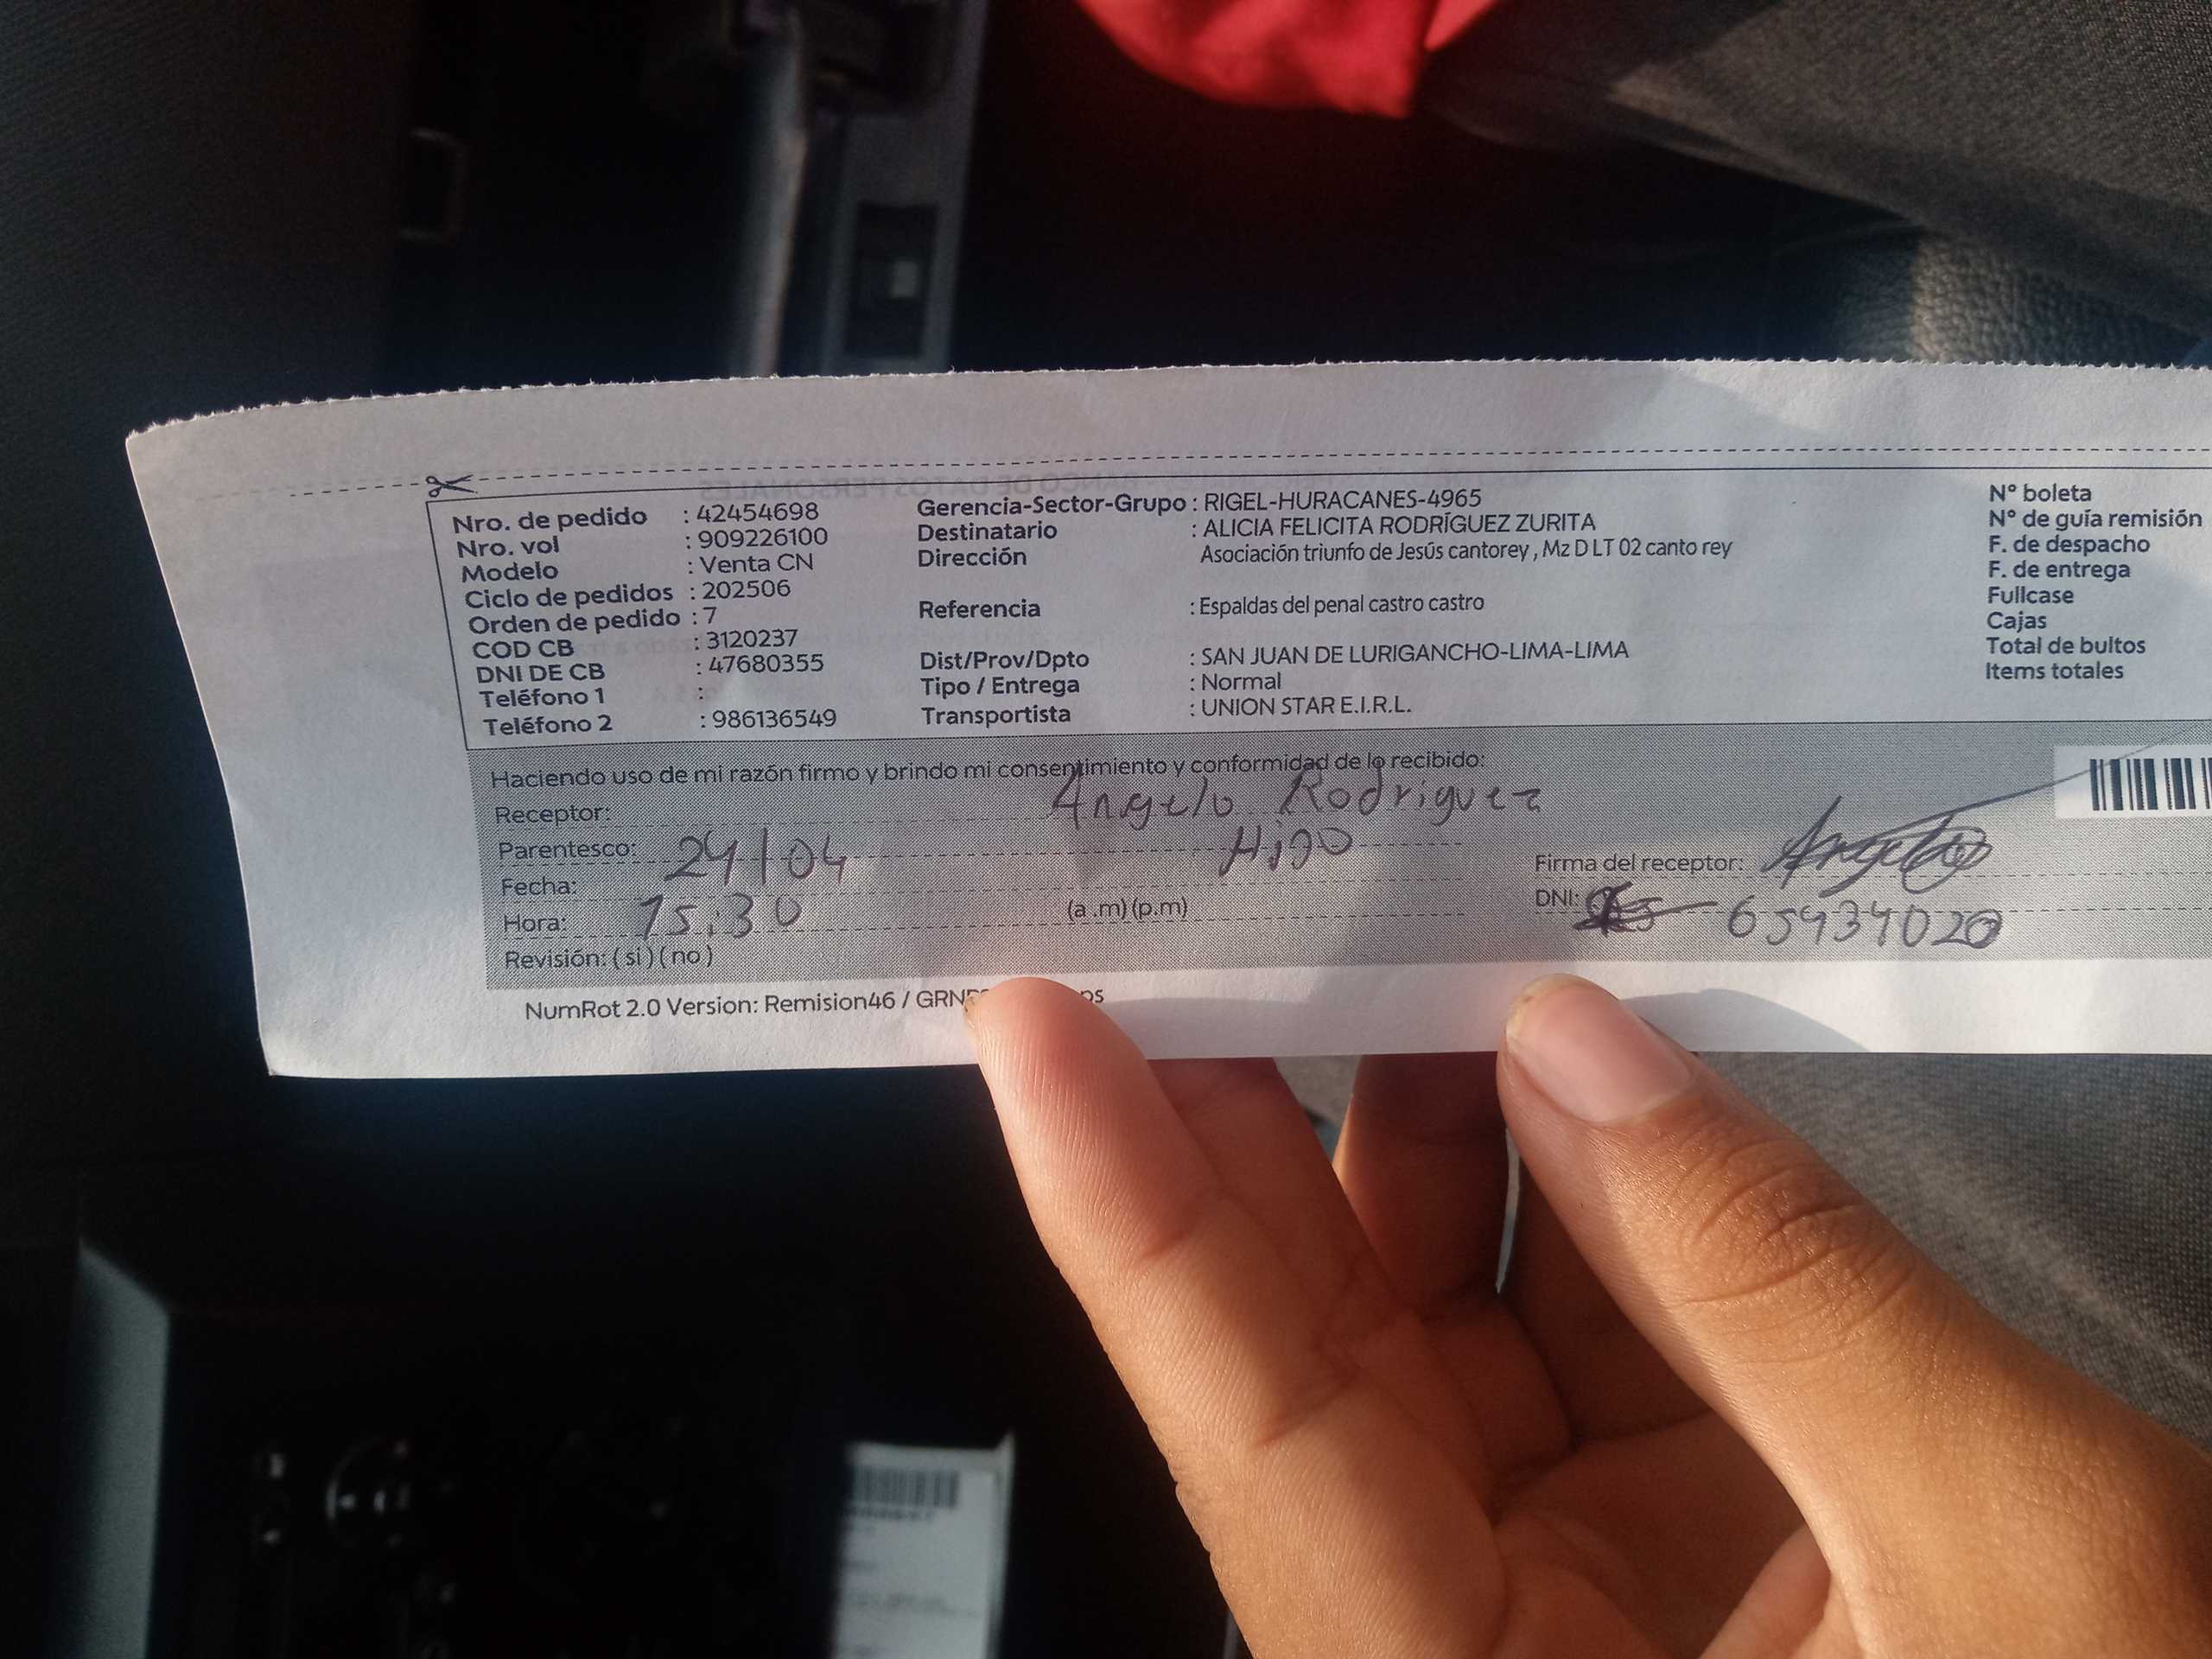 Nro. de pedido : 42454698
Nro. vol : 909226100
Modelo : Venta CN
Ciclo de pedidos : 202506
Orden de pedido : 7
COD CB : 3120237
DNI DE CB : 47680355
Teléfono 1 :
Teléfono 2 : 986136549
Gerencia-Sector-Grupo : RIGEL-HURACANES-4965
Destinatario : ALICIA FELICITA RODRÍGUEZ ZURITA
Dirección Asociación triunfo de Jesús cantorey , Mz D LT 02 canto rey
Referencia : Espaldas del penal castro castro
Dist/Prov/Dpto : SAN JUAN DE LURIGANCHO-LIMA-LIMA
Tipo / Entrega : Normal
Transportista : UNION STAR E.I.R.L.
N° boleta
N° de guía remisión
F. de despacho
F. de entrega
Fullcase
Cajas
Total de bultos
Items totales
Haciendo uso de mi razón firmo y brindo mi consentimiento y conformidad de lo recibido:
Receptor: Angelo Rodriguez
Parentesco: Hijo
Fecha: 24/04
Hora: 15:30 (a .m) (p.m)
Revisión: ( si ) ( no )
Firma del receptor: Angelo
DNI: 65934020
NumRot 2.0 Version: Remision46 /